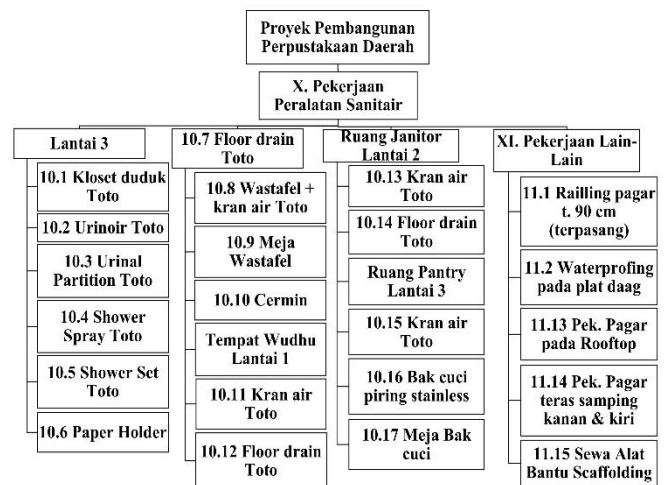 Proyek Pembangunan
Perpustakaan Daerah
X. Pekerjaan
Peralatan Sanitair
Lantai 3
10.1 Kloset duduk
Toto
10.2 Urinoir Toto
10.3 Urinal
Partition Toto
10.4 Shower
Spray Toto
10.5 Shower Set
Toto
10.6 Paper Holder
10.7 Floor drain
Toto
10.8 Wastafel +
kran air Toto
10.9 Meja
Wastafel
10.10 Cermin
Tempat Wudhu
Lantai 1
10.11 Kran air
Toto
10.12 Floor drain
Toto
Ruang Janitor
Lantai 2
10.13 Kran air
Toto
10.14 Floor drain
Toto
Ruang Pantry
Lantai 3
10.15 Kran air
Toto
10.16 Bak cuci
piring stainless
10.17 Meja Bak
cuci
XI. Pekerjaan Lain-
Lain
11.1 Railling pagar
t. 90 cm
(terpasang)
11.2 Waterprofing
pada plat daag
11.13 Pek. Pagar
pada Rooftop
11.14 Pek. Pagar
teras samping
kanan & kiri
11.15 Sewa Alat
Bantu Scaffolding